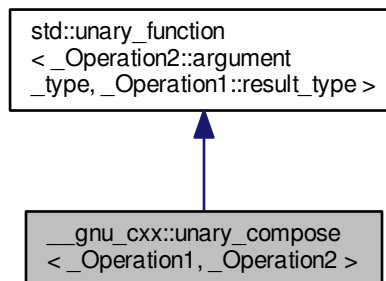 std::unary_function
< _Operation2::argument
_type, _Operation1::result_type >
__gnu_cxx::unary_compose
< _Operation1, _Operation2 >